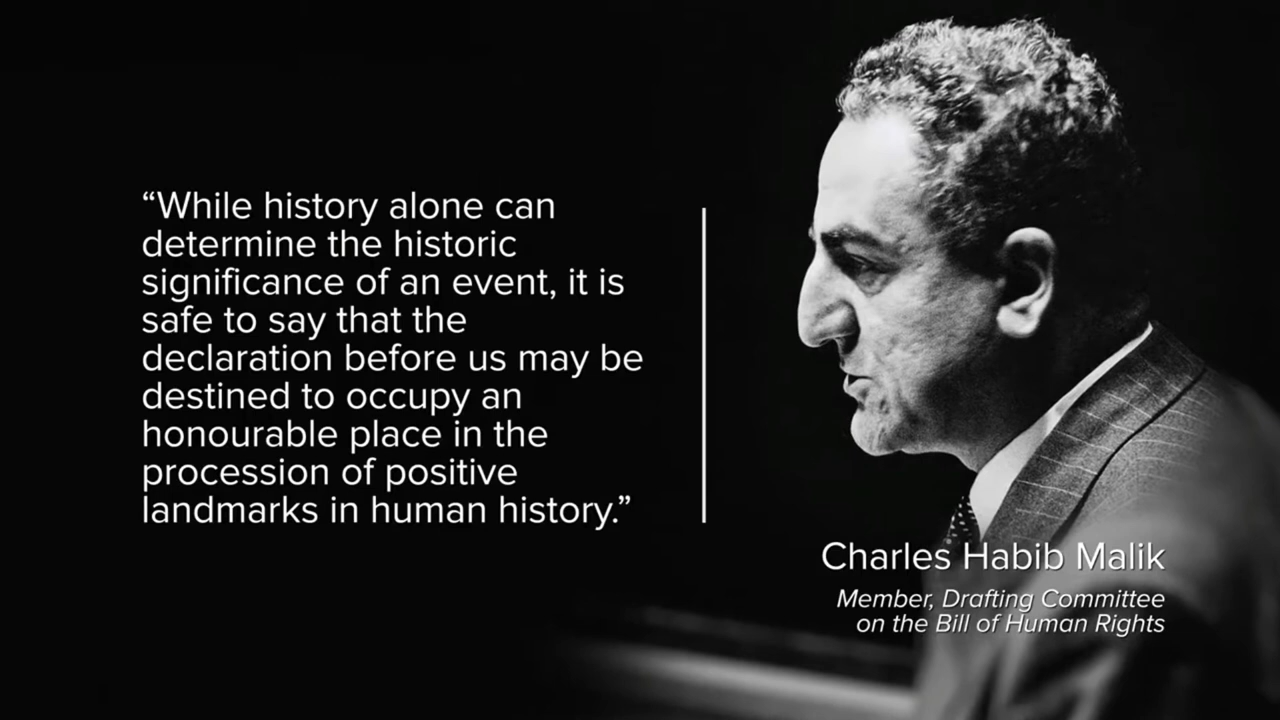 “While history alone can
determine the historic
significance of an event, it is
safe to say that the
declaration before us may be
destined to occupy an
honourable place in the
procession of positive
landmarks in human history.”
Charles Habib Malik
Member, Drafting Committee
on the Bill of Human Rights